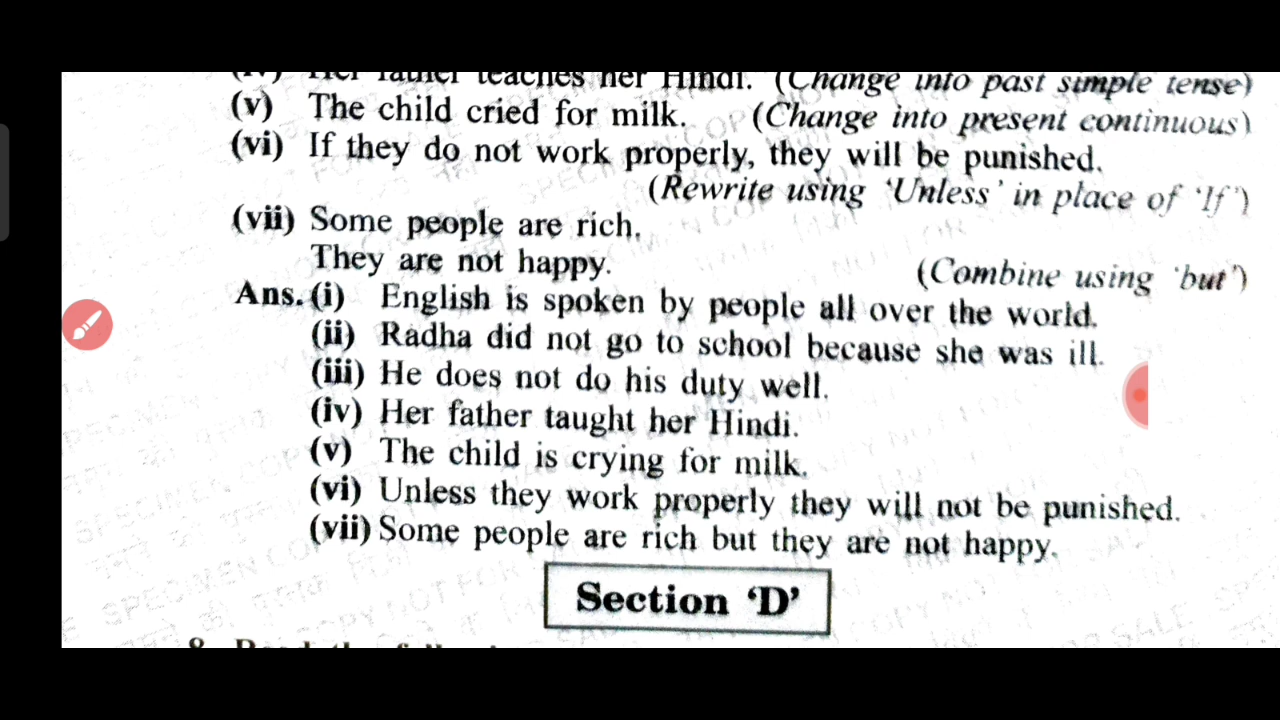 (iv) Her father teaches her Hindi. (Change into past simple tense)
(v) The child cried for milk. (Change into present continuous)
(vi) If they do not work properly, they will be punished.
(Rewrite using ‘Unless’ in place of ‘If’)
(vii) Some people are rich.
They are not happy. (Combine using ‘but’)
Ans. (i) English is spoken by people all over the world.
(ii) Radha did not go to school because she was ill.
(iii) He does not do his duty well.
(iv) Her father taught her Hindi.
(v) The child is crying for milk.
(vi) Unless they work properly they will not be punished.
(vii) Some people are rich but they are not happy.
Section ‘D’